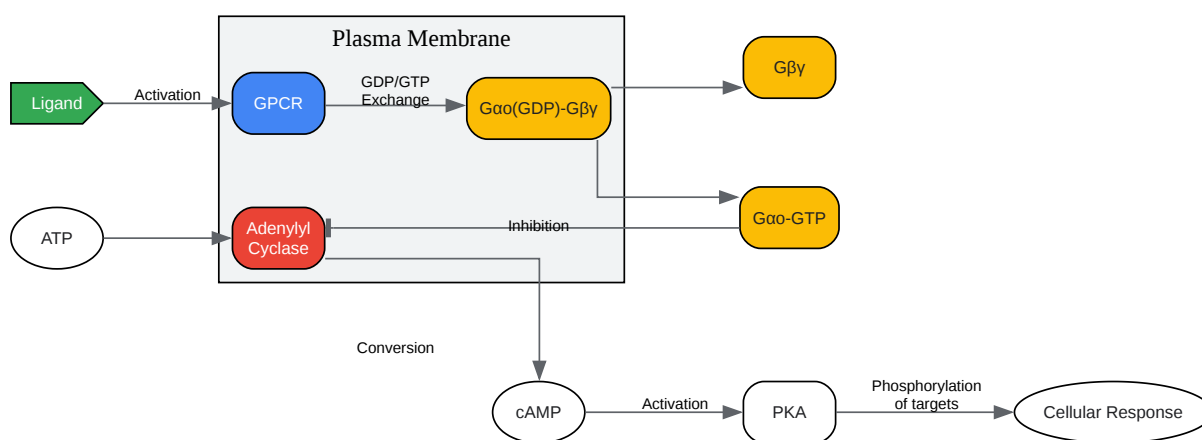 Plasma Membrane
Ligand
Activation
GPCR
GDP/GTP
Exchange
Gαo(GDP)-Gβγ
Gβγ
ATP
Adenylyl
Cyclase
Inhibition
Gαo-GTP
Conversion
cAMP
Activation
PKA
Phosphorylation
of targets
Cellular Response